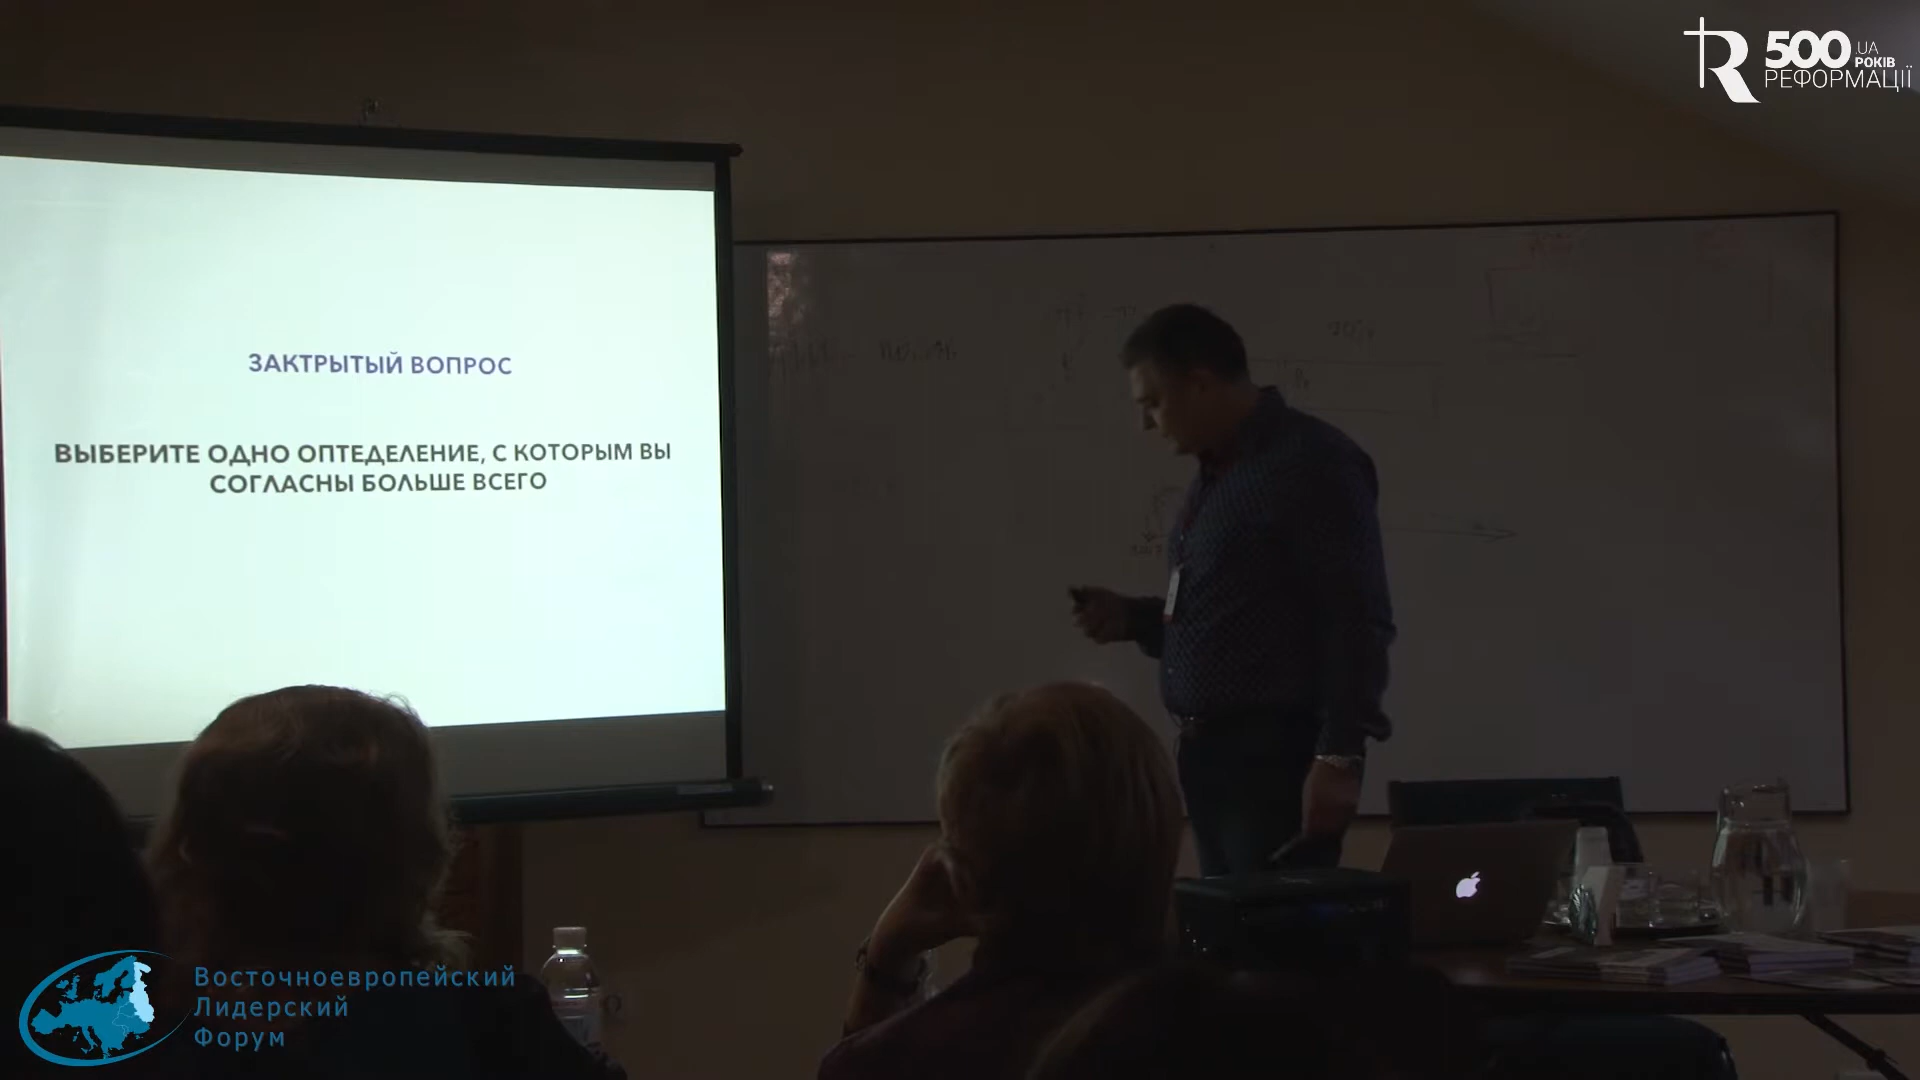 R 500 .UA
РОКІВ
РЕФОРМАЦІЇ
ЗАКТРЫТЫЙ ВОПРОС
ВЫБЕРИТЕ ОДНО ОПТЕДЕЛЕНИЕ, С КОТОРЫМ ВЫ
СОГЛАСНЫ БОЛЬШЕ ВСЕГО
Восточноевропейский
Лидерский
Форум